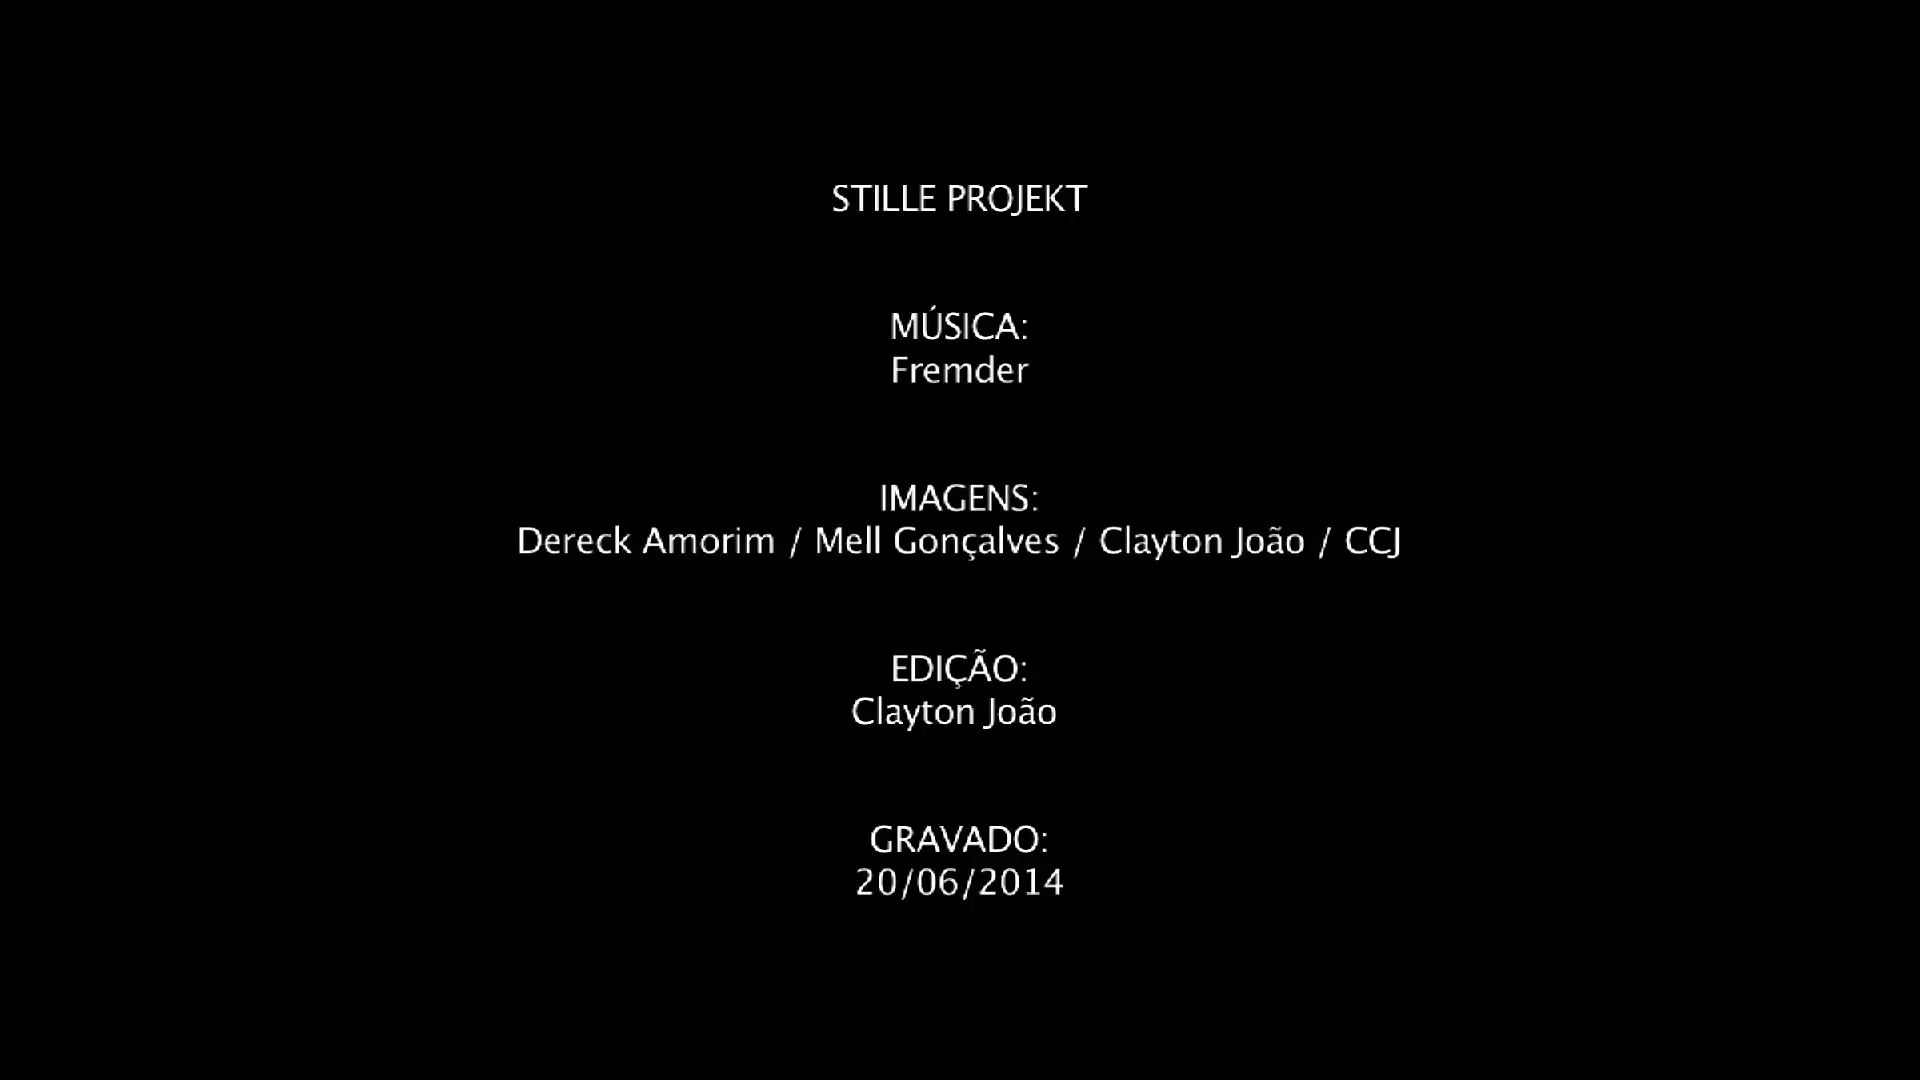 STILLE PROJEKT
MÚSICA:
Fremder
IMAGENS:
Dereck Amorim / Mell Gonçalves / Clayton João / CCJ
EDIÇÃO:
Clayton João
GRAVADO:
20/06/2014